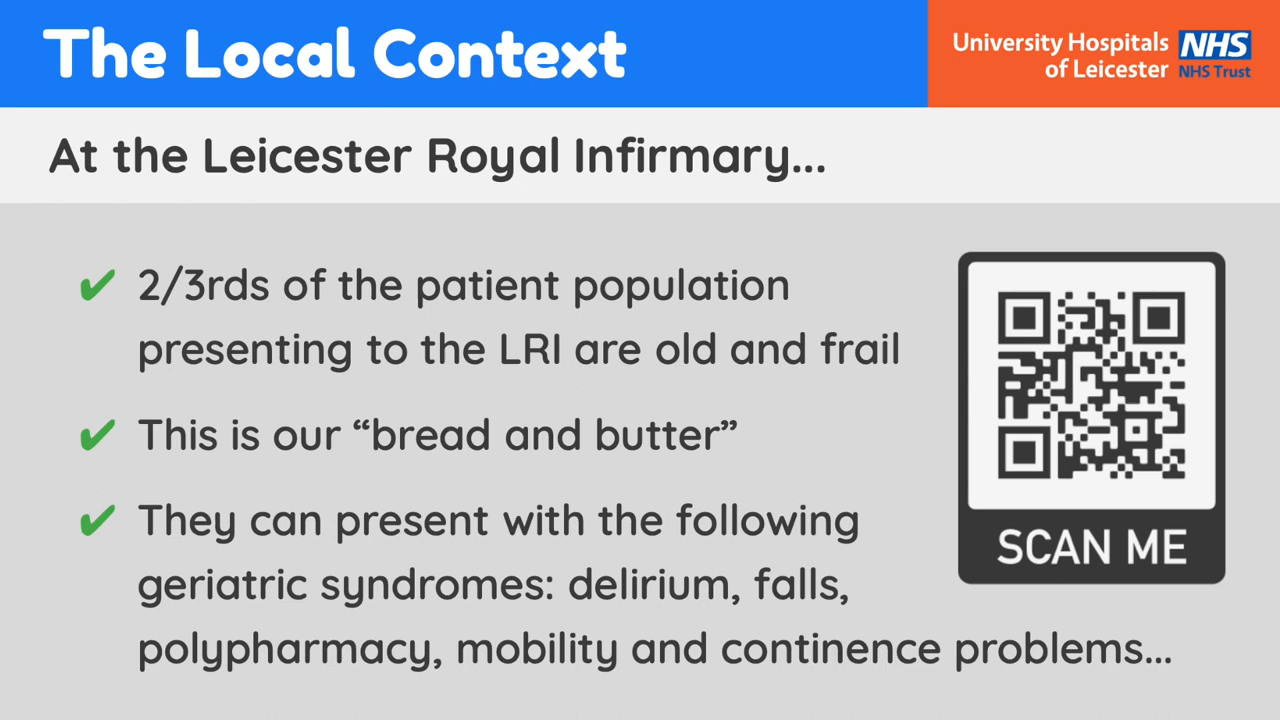 The Local Context
University Hospitals NHS
of Leicester NHS Trust
At the Leicester Royal Infirmary...
✔ 2/3rds of the patient population
presenting to the LRI are old and frail
✔ This is our “bread and butter”
✔ They can present with the following
geriatric syndromes: delirium, falls,
polypharmacy, mobility and continence problems...
SCAN ME